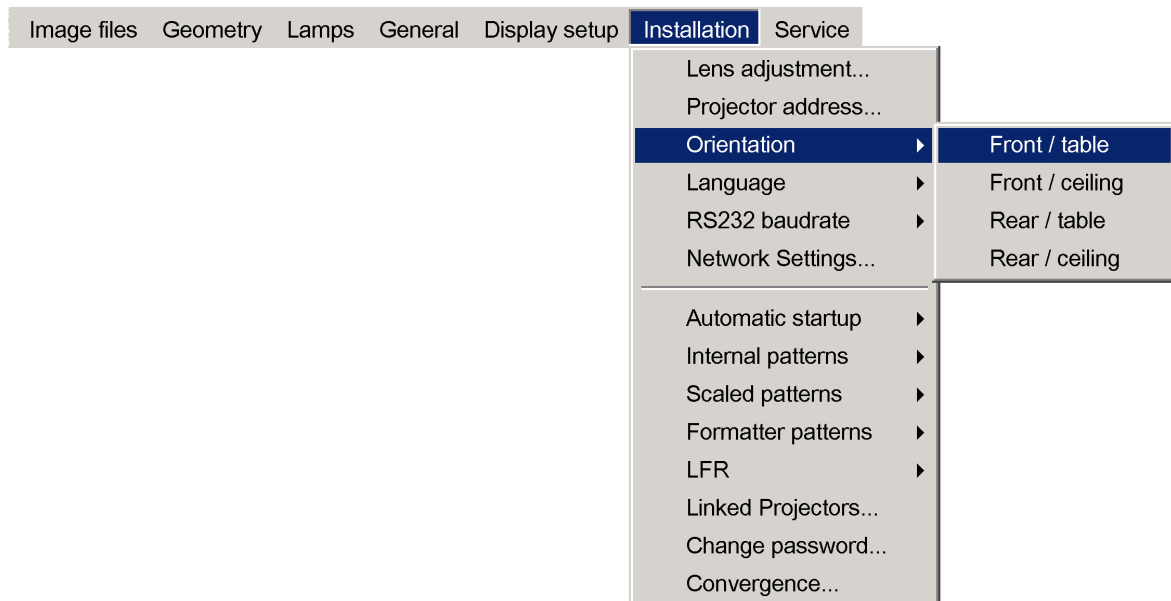 Image files Geometry Lamps General Display setup Installation Service
Lens adjustment...
Projector address...
Orientation
Front / table
Language
Front / ceiling
RS232 baudrate
Rear / table
Network Settings...
Rear / ceiling
Automatic startup
Internal patterns
Scaled patterns
Formatter patterns
LFR
Linked Projectors...
Change password...
Convergence...